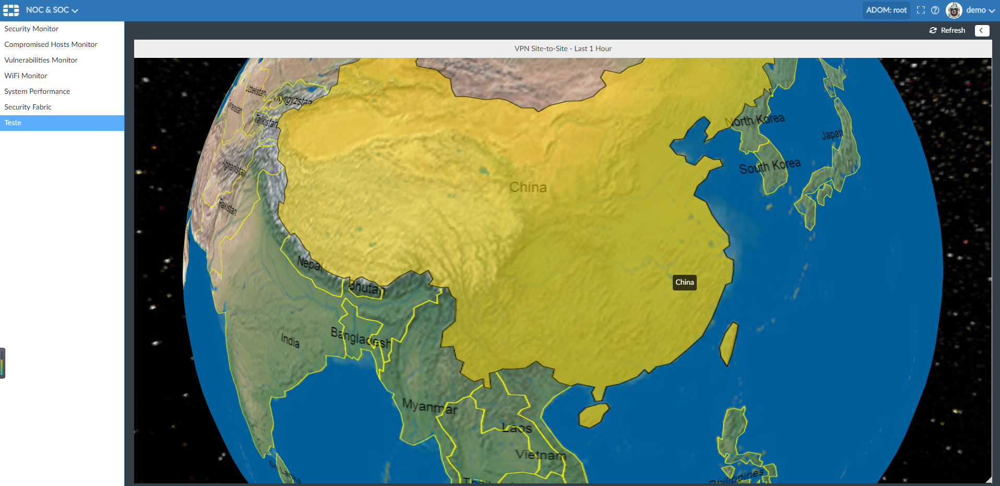 NOC & SOC
ADOM: root
demo
Security Monitor
Compromised Hosts Monitor
Vulnerabilities Monitor
WiFi Monitor
System Performance
Security Fabric
Teste
Refresh
VPN Site-to-Site - Last 1 Hour
Uzbekistan
Kyrgyzstan
Tajikistan
North Korea
Japan
Afghanistan
South Korea
China
Pakistan
Nepal
China
Bhutan
Bangladesh
India
Myanmar
Laos
Vietnam
Sri Lanka
Philippines